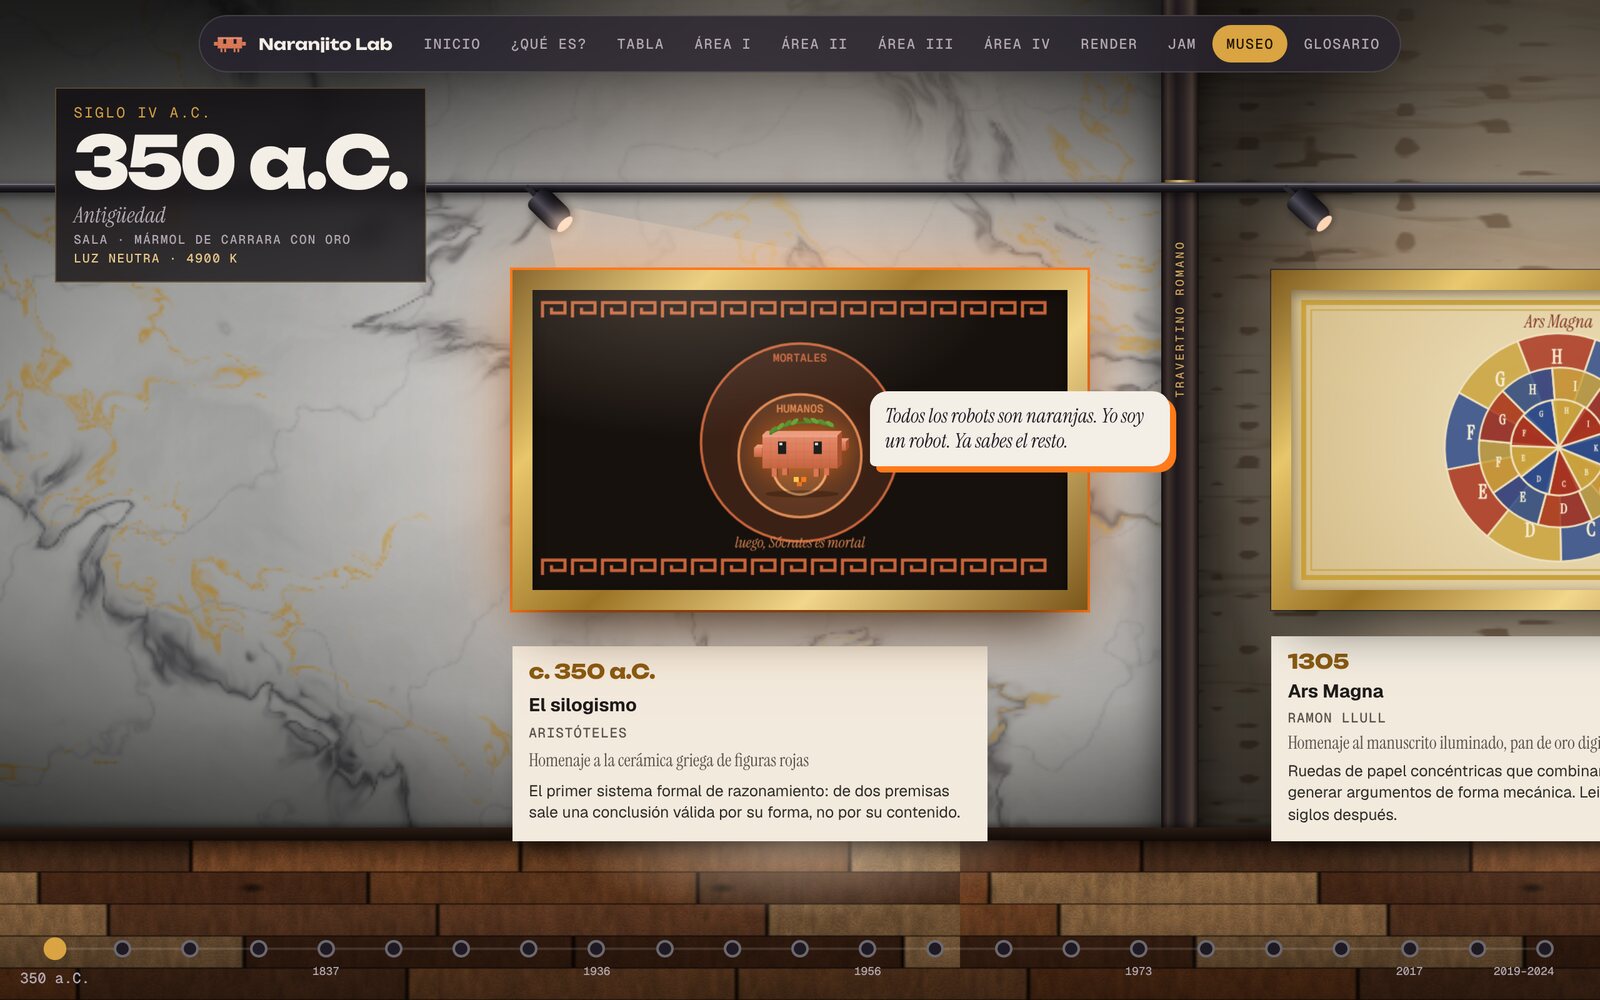 Naranjito Lab
INICIO
¿QUÉ ES?
TABLA
ÁREA I
ÁREA II
ÁREA III
ÁREA IV
RENDER
JAM
MUSEO
GLOSARIO
SIGLO IV A.C.
350 a.C.
Antigüedad
SALA · MÁRMOL DE CARRARA CON ORO
LUZ NEUTRA · 4900 K
MORTALES
HUMANOS
Todos los robots son naranjas. Yo soy
un robot. Ya sabes el resto.
luego, Sócrates es mortal
TRAVERTINO ROMANO
Ars Magna
H
G
F
E
D
C
H
I
G
F
E
D
I
G
H
F
E
D
C
B
K
c. 350 a.C.
El silogismo
ARISTÓTELES
Homenaje a la cerámica griega de figuras rojas
El primer sistema formal de razonamiento: de dos premisas
sale una conclusión válida por su forma, no por su contenido.
1305
Ars Magna
RAMON LLULL
Homenaje al manuscrito iluminado, pan de oro digi
Ruedas de papel concéntricas que combinan
generar argumentos de forma mecánica. Lei
siglos después.
350 a.C.
1837
1936
1956
1973
2017
2019-2024